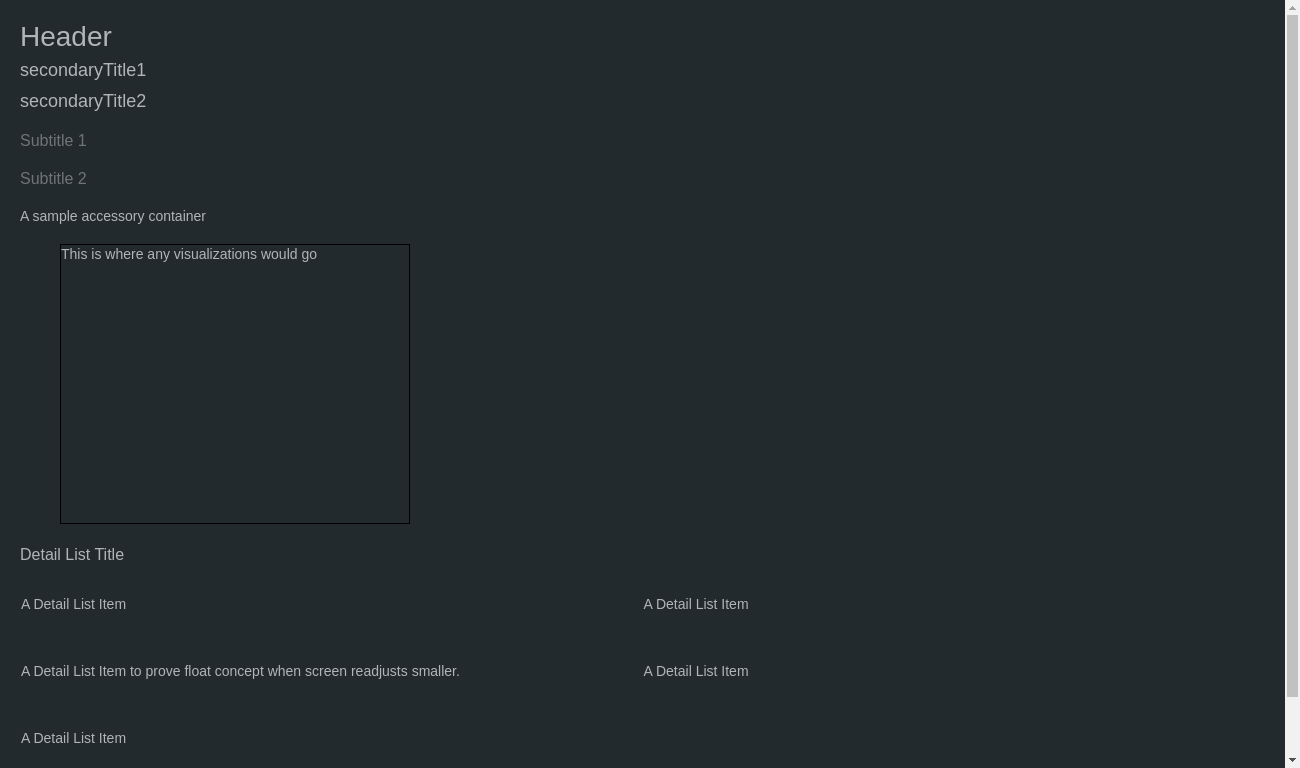 Header
secondaryTitle1
secondaryTitle2
Subtitle 1
Subtitle 2
A sample accessory container
This is where any visualizations would go
Detail List Title
A Detail List Item
A Detail List Item
A Detail List Item to prove float concept when screen readjusts smaller.
A Detail List Item
A Detail List Item